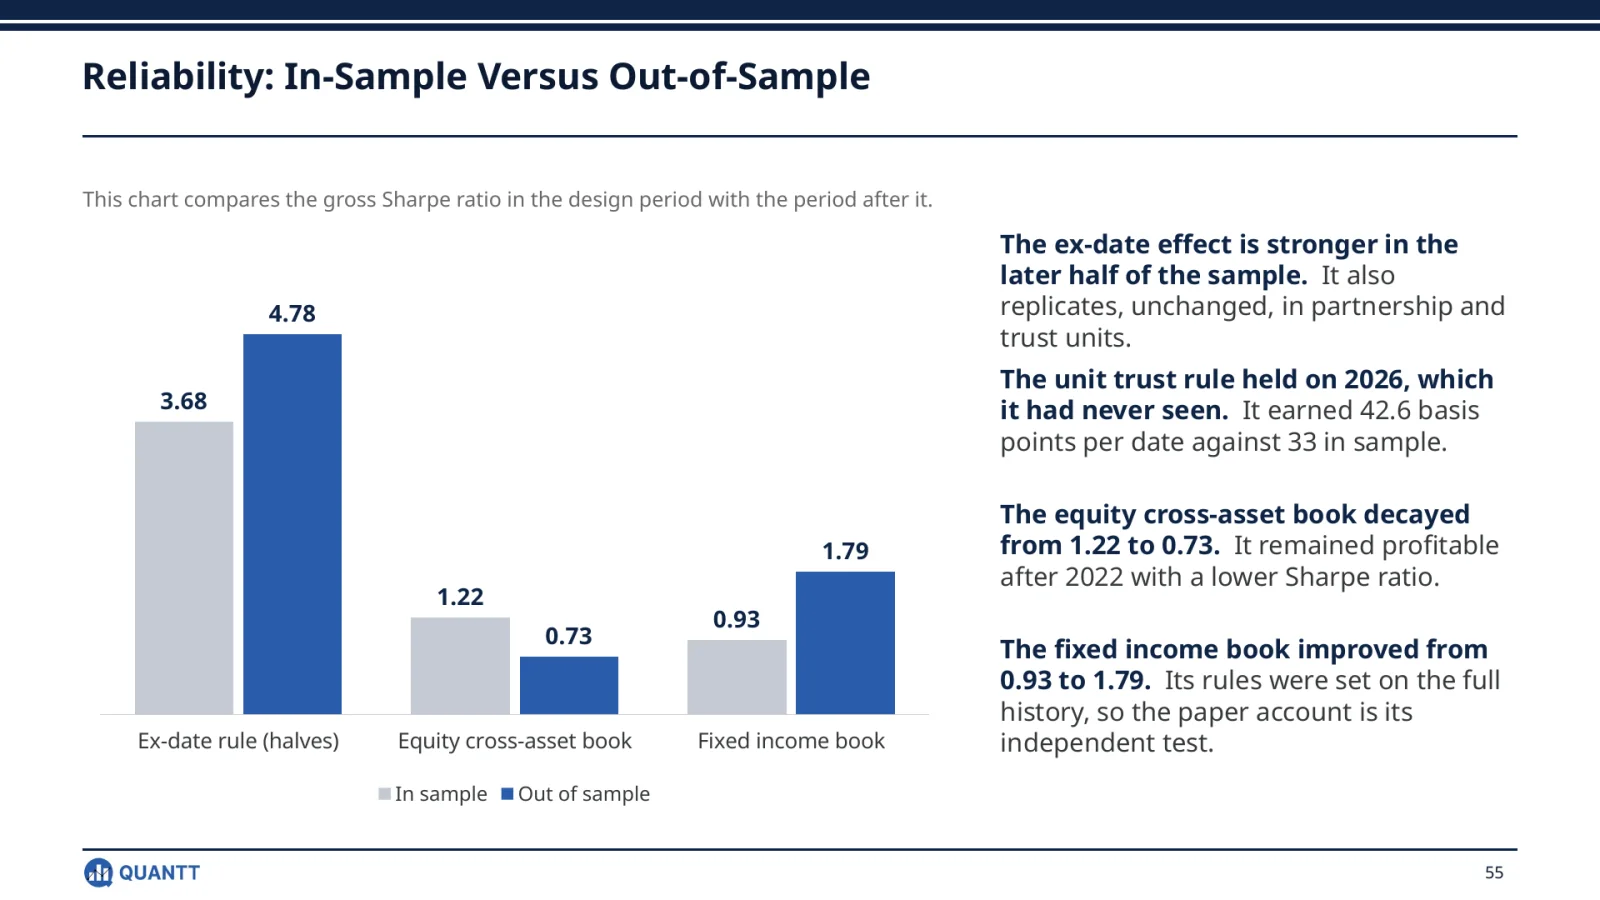 Reliability: In-Sample Versus Out-of-Sample
This chart compares the gross Sharpe ratio in the design period with the period after it.
4.78
3.68
1.22
0.73
0.93
1.79
Ex-date rule (halves)
Equity cross-asset book
Fixed income book
In sample
Out of sample
The ex-date effect is stronger in the
later half of the sample. It also
replicates, unchanged, in partnership and
trust units.
The unit trust rule held on 2026, which
it had never seen. It earned 42.6 basis
points per date against 33 in sample.
The equity cross-asset book decayed
from 1.22 to 0.73. It remained profitable
after 2022 with a lower Sharpe ratio.
The fixed income book improved from
0.93 to 1.79. Its rules were set on the full
history, so the paper account is its
independent test.
QUANTT
55